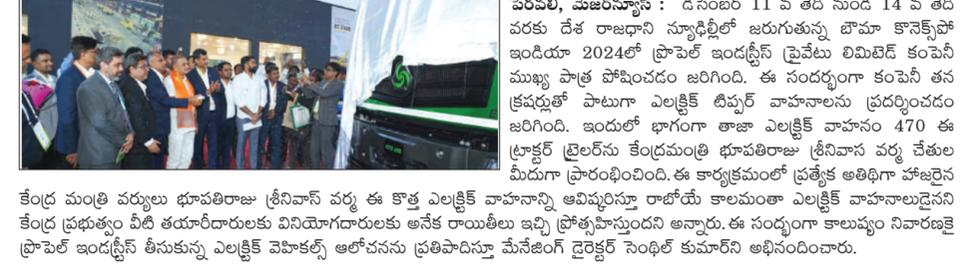 పెరవలి, మేజర్‌న్యూస్ : డిసెంబర్ 11 వ తేదీ నుండి 14 వ తేదీ
వరకు దేశ రాజధాని న్యూఢిల్లీలో జరుగుతున్న బౌమా కొనెక్స్‌పో
ఇండియా 2024లో ప్రొపెల్ ఇండస్ట్రీస్ ప్రైవేటు లిమిటెడ్ కంపెనీ
ముఖ్య పాత్ర పోషించడం జరిగింది. ఈ సందర్భంగా కంపెనీ తన
క్రషర్లుతో పాటుగా ఎలక్ట్రిక్ టిప్పర్ వాహనాలను ప్రదర్శించడం
జరిగింది. ఇందులో భాగంగా తాజా ఎలక్ట్రిక్ వాహనం 470 ఈ
ట్రాక్టర్ ట్రైలర్‌ను కేంద్రమంత్రి భూపతిరాజు శ్రీనివాస వర్మ చేతుల
మీదుగా ప్రారంభించింది.ఈ కార్యక్రమంలో ప్రత్యేక అతిథిగా హాజరైన
కేంద్ర మంత్రి వర్యులు భూపతిరాజు శ్రీనివాస్ వర్మ ఈ కొత్త ఎలక్ట్రిక్ వాహనాన్ని ఆవిష్కరిస్తూ రాబోయే కాలమంతా ఎలక్ట్రిక్ వాహనాలుడైనని
కేంద్ర ప్రభుత్వం వీటి తయారీదారులకు వినియోగదారులకు అనేక రాయితీలు ఇచ్చి ప్రోత్సహిస్తుందని అన్నారు.ఈ సంద్భంగా కాలుష్యం నివారణకై
ప్రొపెల్ ఇండస్ట్రీస్ తీసుకున్న ఎలక్ట్రిక్ వెహికల్స్ ఆలోచనను ప్రతిపాదిస్తూ మేనేజింగ్ డైరెక్టర్ సెంథిల్ కుమార్‌ని అభినందించారు.